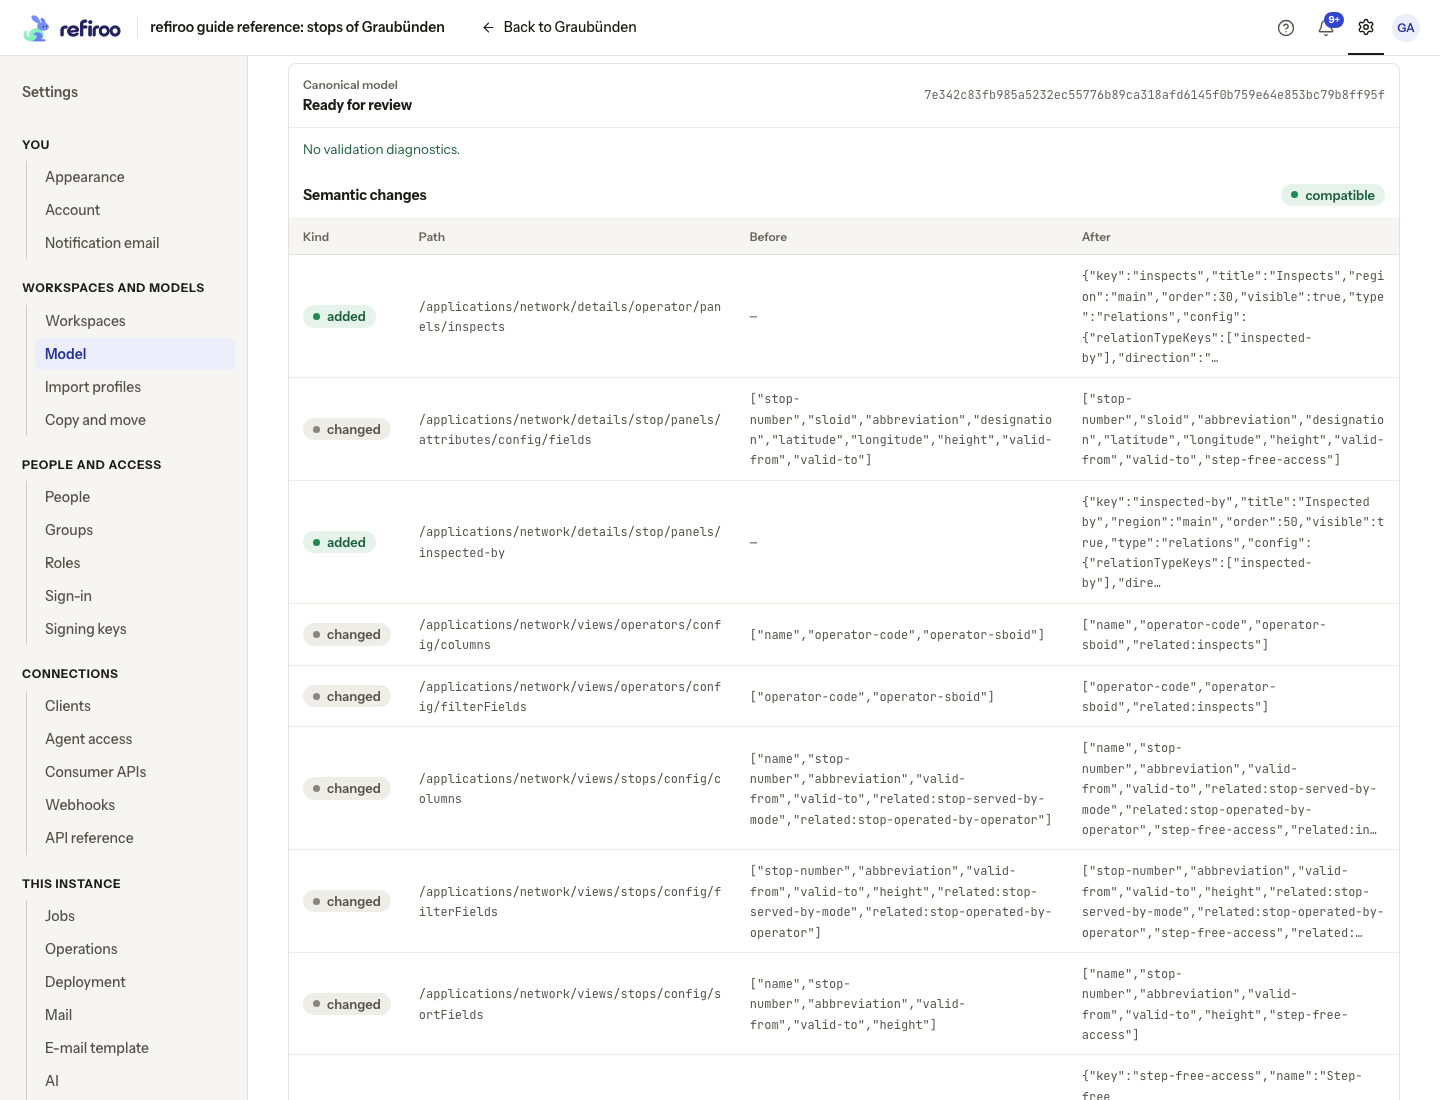 refiroo
refiroo guide reference: stops of Graubünden
← Back to Graubünden
9+
GA
Settings
YOU
Appearance
Account
Notification email
WORKSPACES AND MODELS
Workspaces
Model
Import profiles
Copy and move
PEOPLE AND ACCESS
People
Groups
Roles
Sign-in
Signing keys
CONNECTIONS
Clients
Agent access
Consumer APIs
Webhooks
API reference
THIS INSTANCE
Jobs
Operations
Deployment
Mail
E-mail template
AI
Canonical model
Ready for review
7e342c83fb985a5232ec55776b89ca318afd6145f0b759e64e853bc79b8ff95f
No validation diagnostics.
Semantic changes
compatible
Kind Path Before After
added
/applications/network/details/operator/pan
els/inspects
—
{"key":"inspects","title":"Inspects","regi
on":"main","order":30,"visible":true,"type
":"relations","config":
{"relationTypeKeys":["inspected-
by"],"direction":"…
changed
/applications/network/details/stop/panels/
attributes/config/fields
["stop-
number","sloid","abbreviation","designatio
n","latitude","longitude","height","valid-
from","valid-to"]
["stop-
number","sloid","abbreviation","designatio
n","latitude","longitude","height","valid-
from","valid-to","step-free-access"]
added
/applications/network/details/stop/panels/
inspected-by
—
{"key":"inspected-by","title":"Inspected
by","region":"main","order":50,"visible":t
rue,"type":"relations","config":
{"relationTypeKeys":["inspected-
by"],"dire…
changed
/applications/network/views/operators/conf
ig/columns
["name","operator-code","operator-sboid"]
["name","operator-code","operator-
sboid","related:inspects"]
changed
/applications/network/views/operators/conf
ig/filterFields
["operator-code","operator-sboid"]
["operator-code","operator-
sboid","related:inspects"]
changed
/applications/network/views/stops/config/c
olumns
["name","stop-
number","abbreviation","valid-
from","valid-to","related:stop-served-by-
mode","related:stop-operated-by-operator"]
["name","stop-
number","abbreviation","valid-
from","valid-to","related:stop-served-by-
mode","related:stop-operated-by-
operator","step-free-access","related:in…
changed
/applications/network/views/stops/config/f
ilterFields
["stop-number","abbreviation","valid-
from","valid-to","height","related:stop-
served-by-mode","related:stop-operated-by-
operator"]
["stop-number","abbreviation","valid-
from","valid-to","height","related:stop-
served-by-mode","related:stop-operated-by-
operator","step-free-access","related:…
changed
/applications/network/views/stops/config/s
ortFields
["name","stop-
number","abbreviation","valid-
from","valid-to","height"]
["name","stop-
number","abbreviation","valid-
from","valid-to","height","step-free-
access"]
{"key":"step-free-access","name":"Step-
free